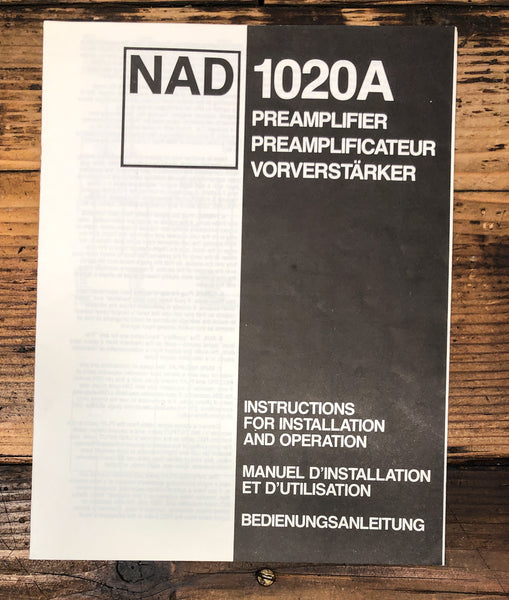 NAD
1020A
PREAMPLIFIER
PREAMPLIFICATEUR
VORVERSTÄRKER
INSTRUCTIONS
FOR INSTALLATION
AND OPERATION
MANUEL D'INSTALLATION
ET D'UTILISATION
BEDIENUNGSANLEITUNG